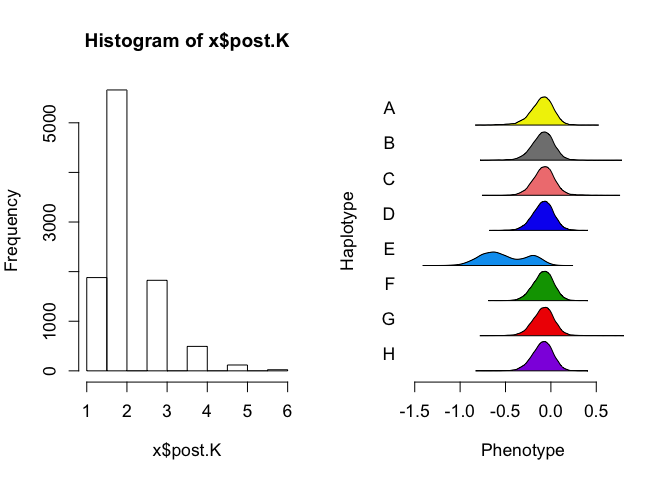 Histogram of x$post.K
Frequency
0
1000
3000
5000
1 2 3 4 5 6
x$post.K
Haplotype
A
B
C
D
E
F
G
H
-1.5 -1.0 -0.5 0.0 0.5
Phenotype